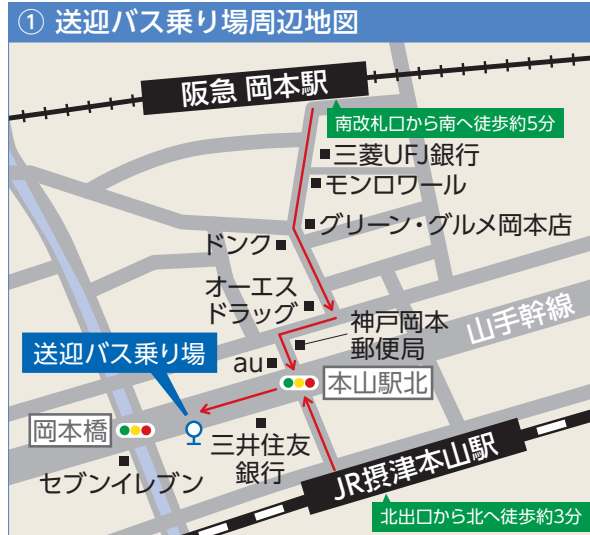 ① 送迎バス乗り場周辺地図
阪急 岡本駅
南改札口から南へ徒歩約5分
三菱UFJ銀行
モンロワール
グリーン・グルメ岡本店
ドンク
オーエス
ドラッグ
神戸岡本
郵便局
山手幹線
送迎バス乗り場
au
本山駅北
岡本橋
三井住友
銀行
セブンイレブン
JR摂津本山駅
北出口から北へ徒歩約3分